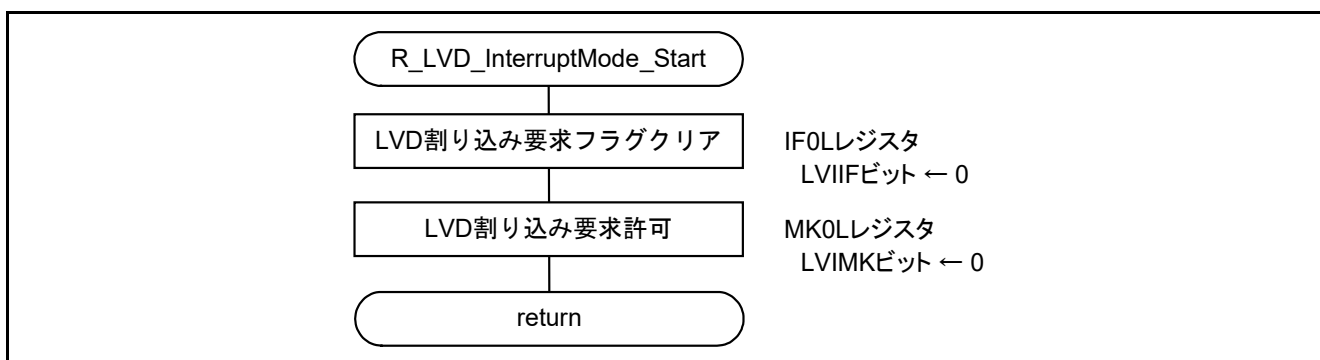 R_LVD_InterruptMode_Start
LVD割り込み要求フラグクリア
IF0Lレジスタ
LVIIFビット ← 0
LVD割り込み要求許可
MK0Lレジスタ
LVIMKビット ← 0
return